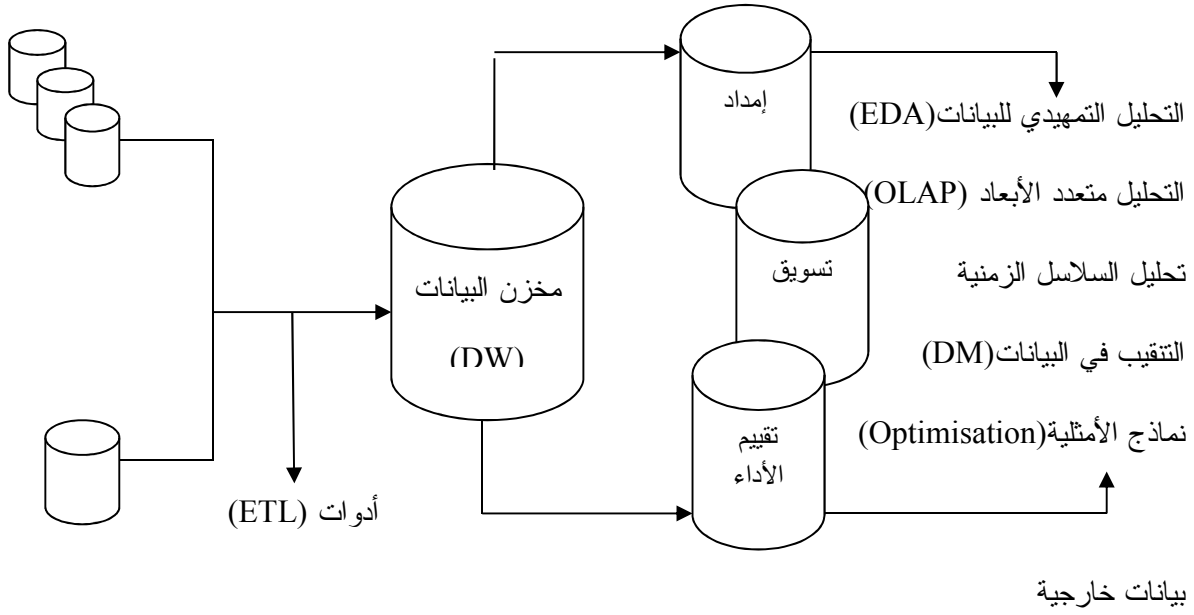 إمداد
التحليل التمهيدي للبيانات(EDA)
التحليل متعدد الأبعاد (OLAP)
تسويق
تحليل السلاسل الزمنية
مخزن البيانات
(DW)
التنقيب في البيانات(DM)
نماذج الأمثلية(Optimisation)
تقييم
الأداء
أدوات (ETL)
بيانات خارجية